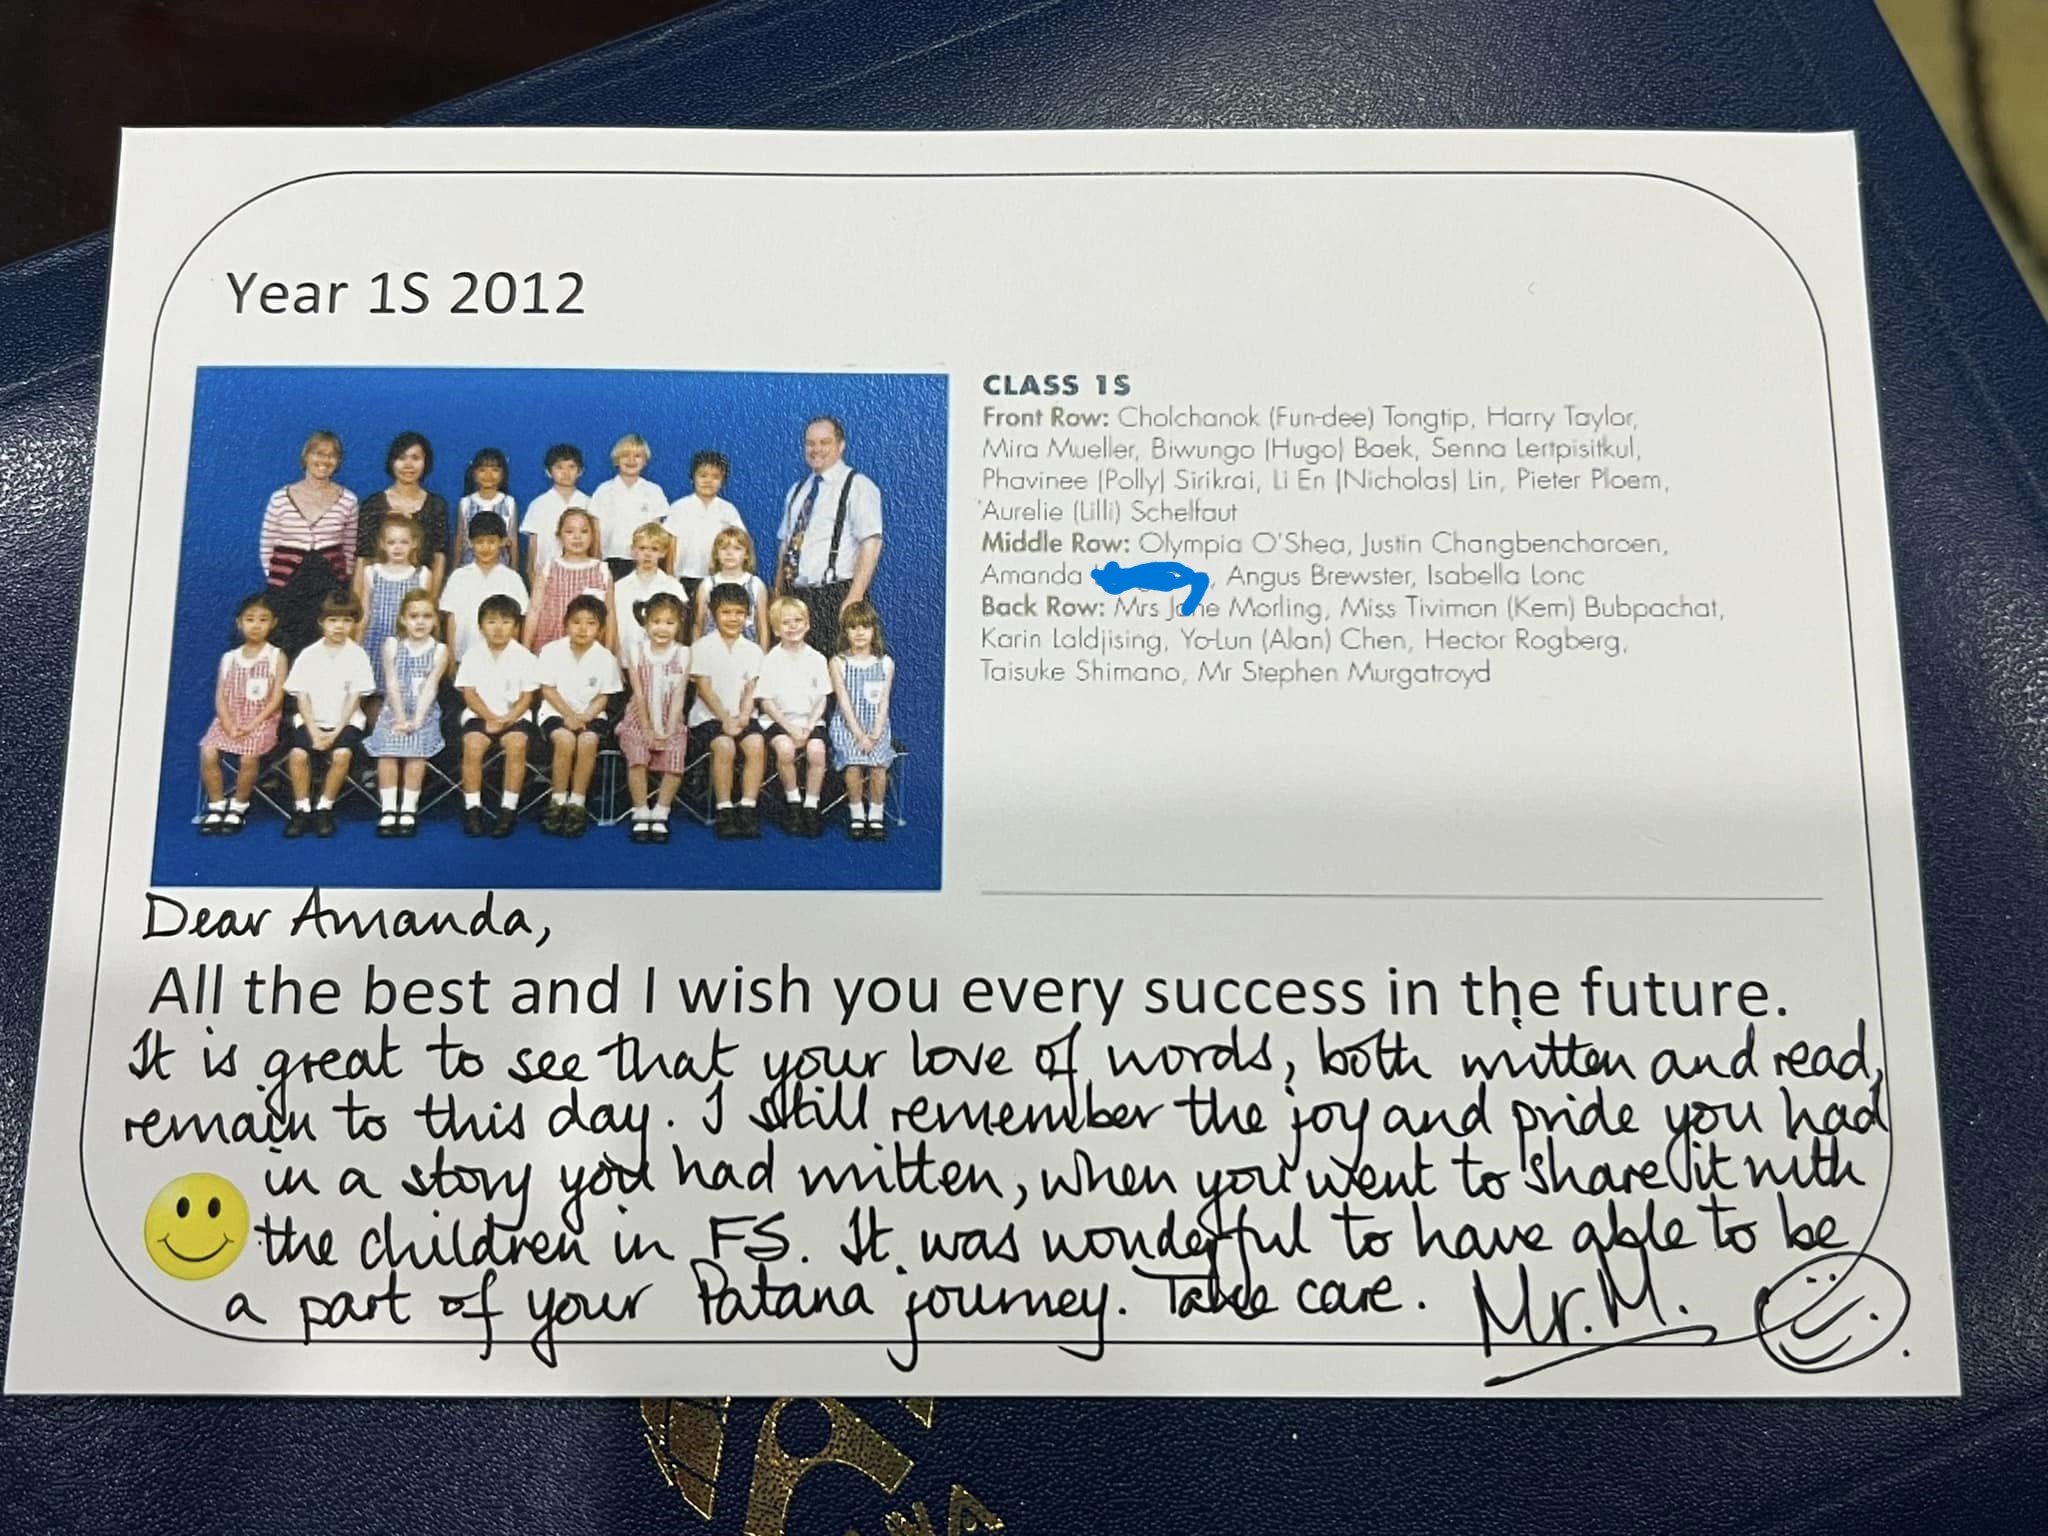 Year 1S 2012
CLASS 1S
Front Row: Cholchanok (Fun-dee) Tongtip, Harry Taylor,
Mira Mueller, Biwungo (Hugo) Baek, Senna Lertpisitkul,
Phavinee (Polly) Sirikrai, Li En (Nicholas) Lin, Pieter Ploem,
Aurelie (Lilli) Schelfaut
Middle Row: Olympia O'Shea, Justin Changbencharoen,
Amanda , Angus Brewster, Isabella Lonc
Back Row: Mrs Jane Morling, Miss Tivimon (Kem) Bubpachat,
Karin Laldjising, Yo-Lun (Alan) Chen, Hector Rogberg,
Taisuke Shimano, Mr Stephen Murgatroyd
Dear Amanda,
All the best and I wish you every success in the future.
It is great to see that your love of words, both written and read,
remain to this day. I still remember the joy and pride you had
in a story you had written, when you went to share it with
the children in FS. It was wonderful to have able to be
a part of your Patana journey. Take care. Mr. M.